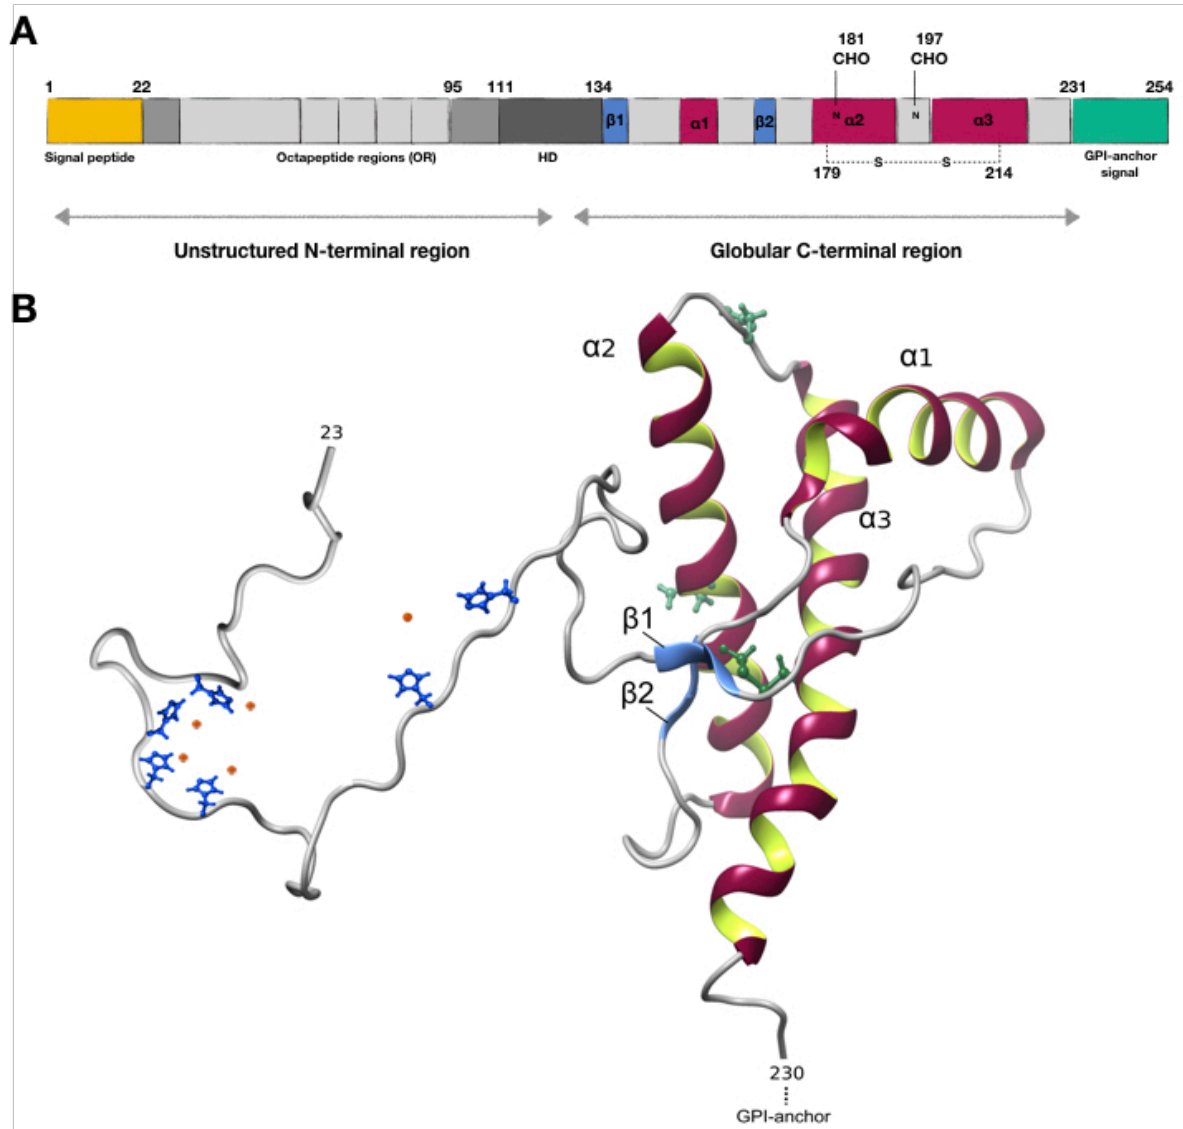 A
181 197
CHO CHO
1 22 95 111 134 231 254
β1 α1 β2 N α2 N α3
Signal peptide Octapeptide regions (OR) HD GPI-anchor
signal
S S
179 214
Unstructured N-terminal region Globular C-terminal region
B
α2
α1
23
α3
β1
β2
230
GPI-anchor